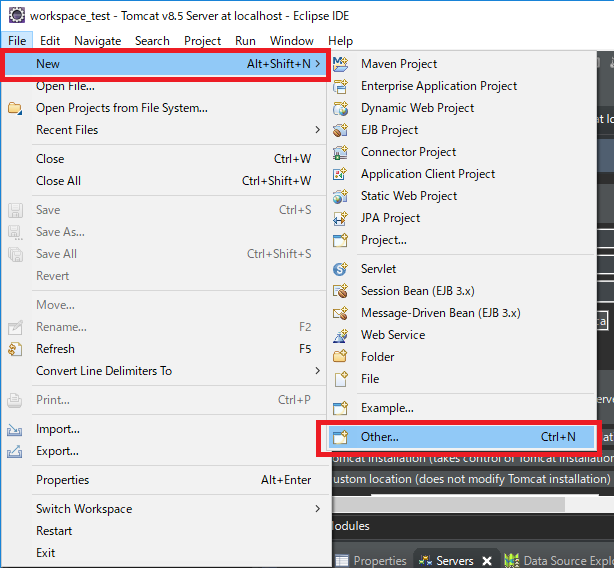 workspace_test - Tomcat v8.5 Server at localhost - Eclipse IDE
File Edit Navigate Search Project Run Window Help
New Alt+Shift+N
Open File...
Open Projects from File System...
Recent Files
Close Ctrl+W
Close All Ctrl+Shift+W
Save Ctrl+S
Save As...
Save All Ctrl+Shift+S
Revert
Move...
Rename... F2
Refresh F5
Convert Line Delimiters To
Print... Ctrl+P
Import...
Export...
Properties Alt+Enter
Switch Workspace
Restart
Exit
Maven Project
Enterprise Application Project
Dynamic Web Project
EJB Project
Connector Project
Application Client Project
Static Web Project
JPA Project
Project...
Servlet
Session Bean (EJB 3.x)
Message-Driven Bean (EJB 3.x)
Web Service
Folder
File
Example...
Other... Ctrl+N
Tomcat installation (takes control of Tomcat installation)
ustom location (does not modify Tomcat installation)
Modules
Properties Servers Data Source Explo